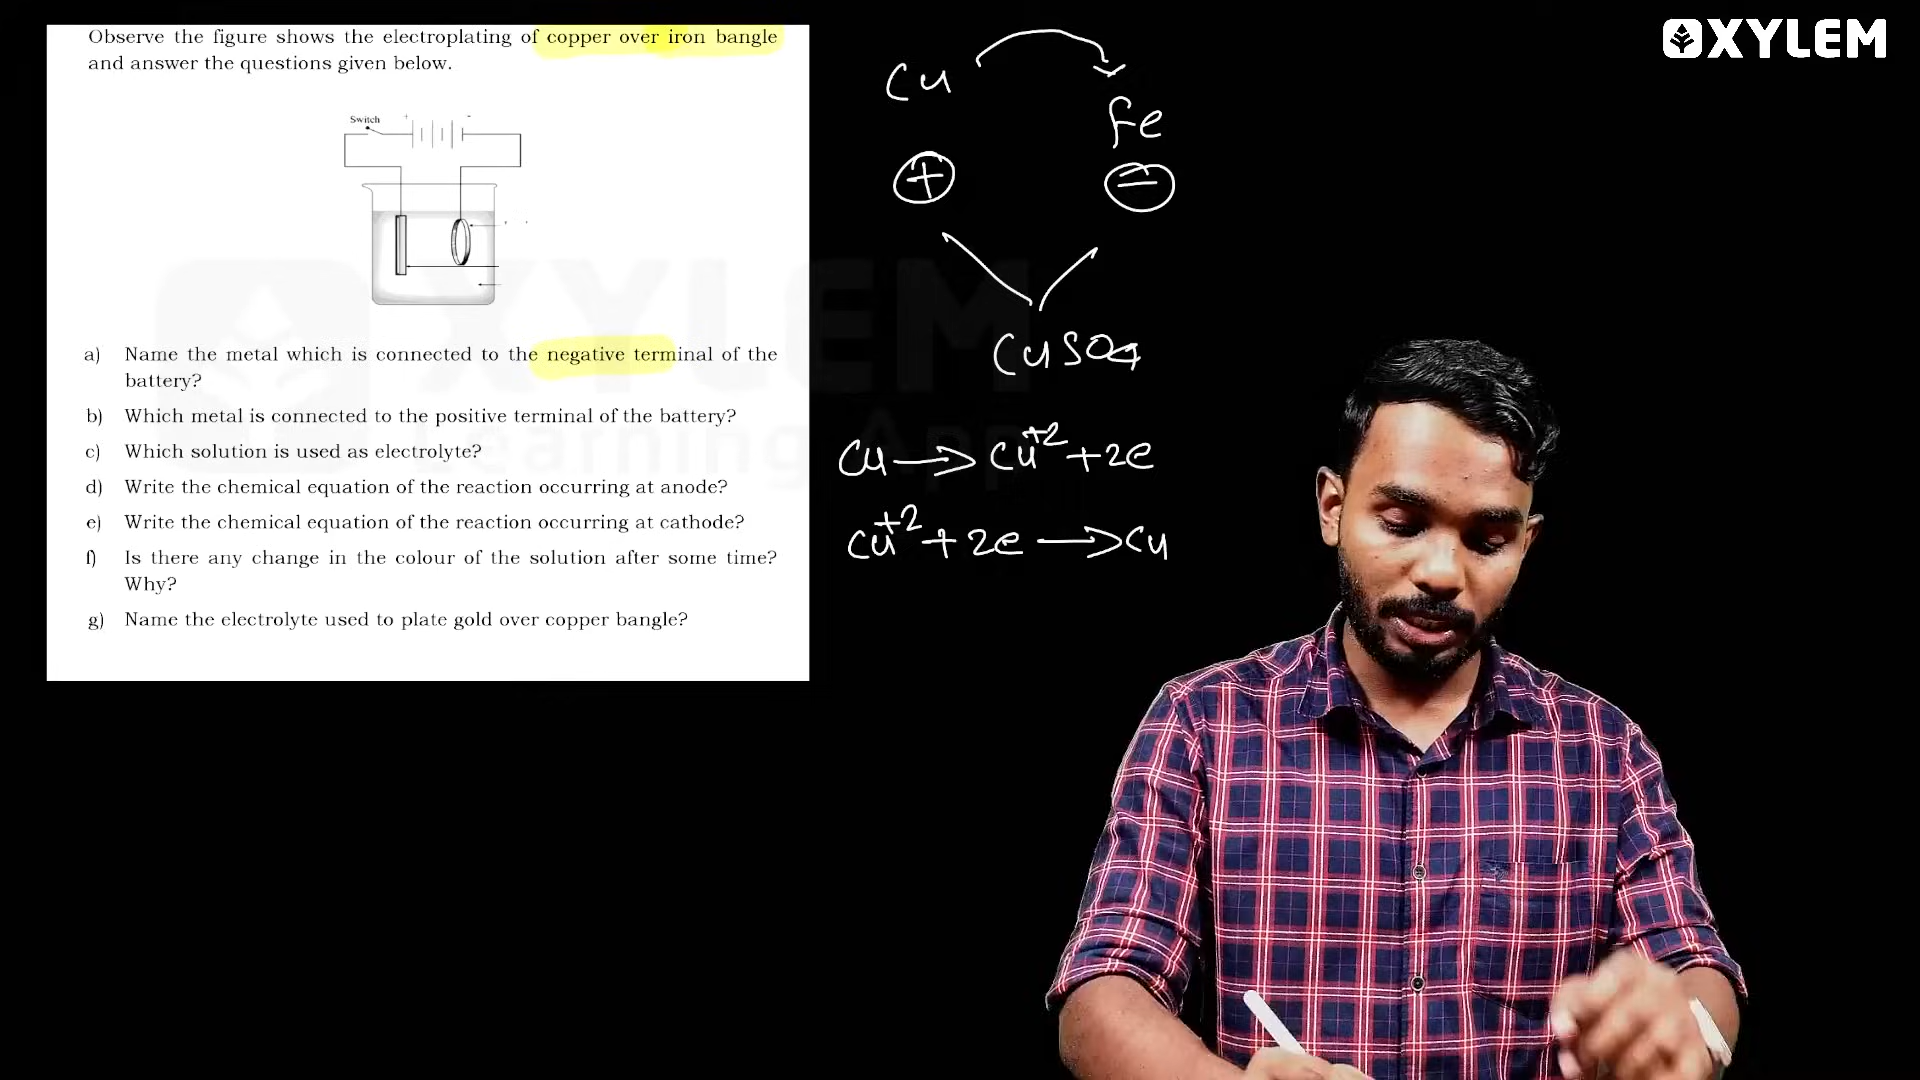 Observe the figure shows the electroplating of copper over iron bangle
and answer the questions given below.
Switch
+
-
a) Name the metal which is connected to the negative terminal of the
battery?
b) Which metal is connected to the positive terminal of the battery?
c) Which solution is used as electrolyte?
d) Write the chemical equation of the reaction occurring at anode?
e) Write the chemical equation of the reaction occurring at cathode?
f) Is there any change in the colour of the solution after some time?
Why?
g) Name the electrolyte used to plate gold over copper bangle?
XYLEM
Learning App
Cu
Fe
+
-
CuSO4
Cu → Cu+2 + 2e
Cu+2 + 2e → Cu
XYLEM